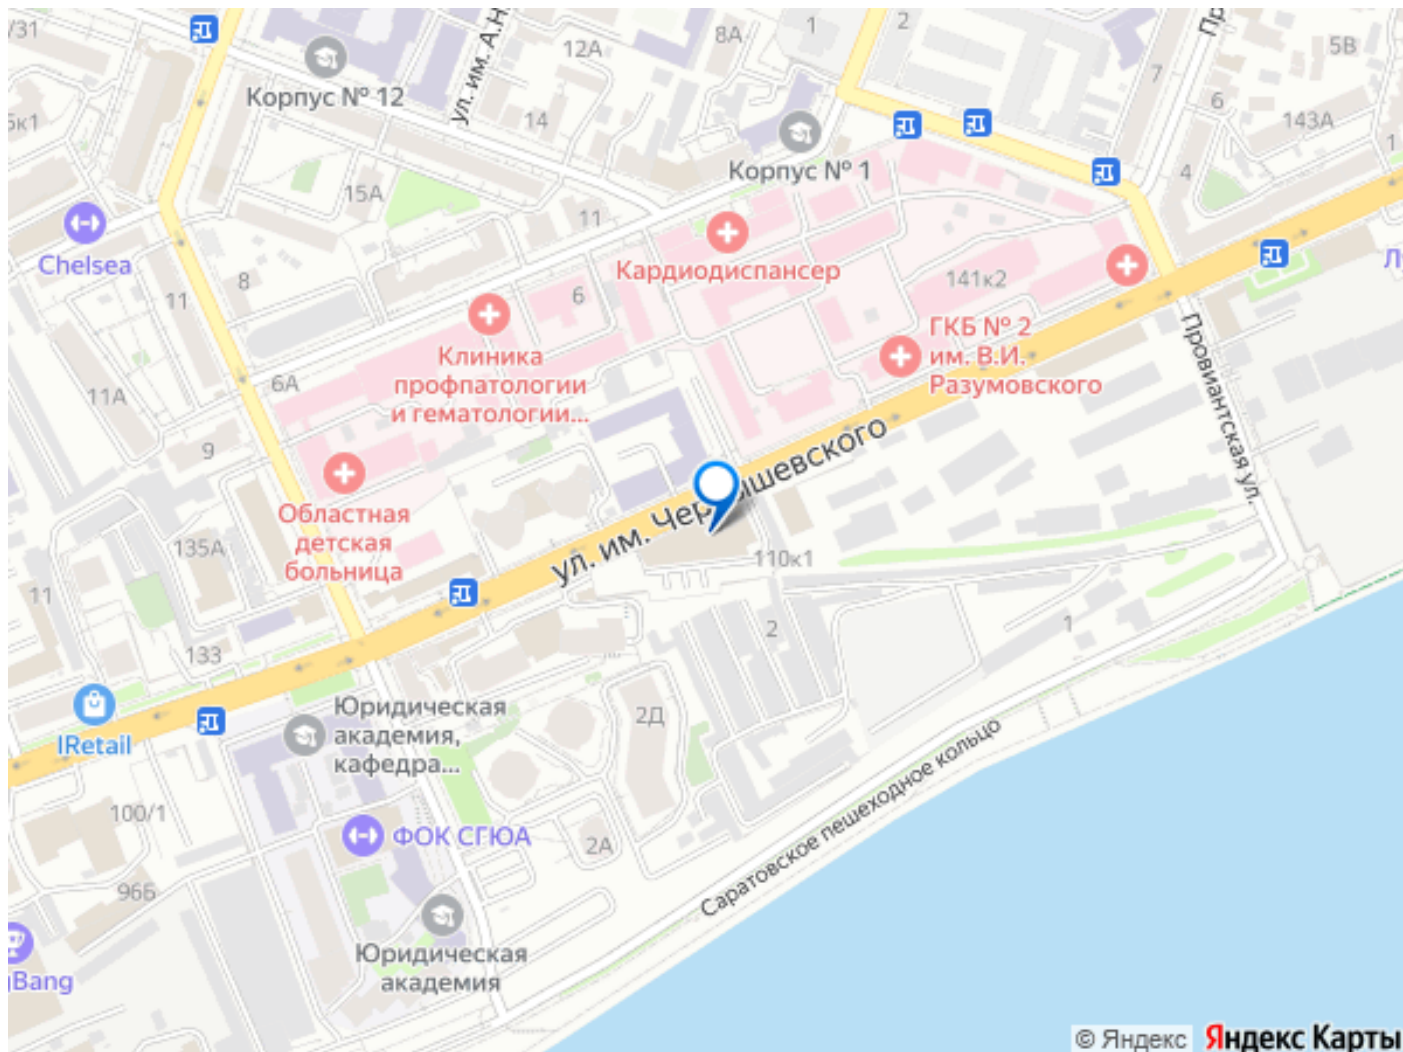 /31
Корпус № 12
ул. им. А.Н
12А
8А
1
2
Пр
5В
7
6
143А
1
14
Корпус № 1
4
15А
11
Chelsea
8
11
Кардиодиспансер
141к2
6
Клиника
профпатологии
и гематологии...
ГКБ № 2
им. В.И.
Разумовского
Провиантская ул.
6А
11А
9
ул. им. Чер
ышевского
Областная
детская
больница
135А
110к1
11
2
1
133
IRetail
Юридическая
академия,
кафедра...
2Д
Саратовское пешеходное кольцо
100/1
ФОК СГЮА
2А
96Б
Юридическая
академия
Bang
© Яндекс Яндекс Карты